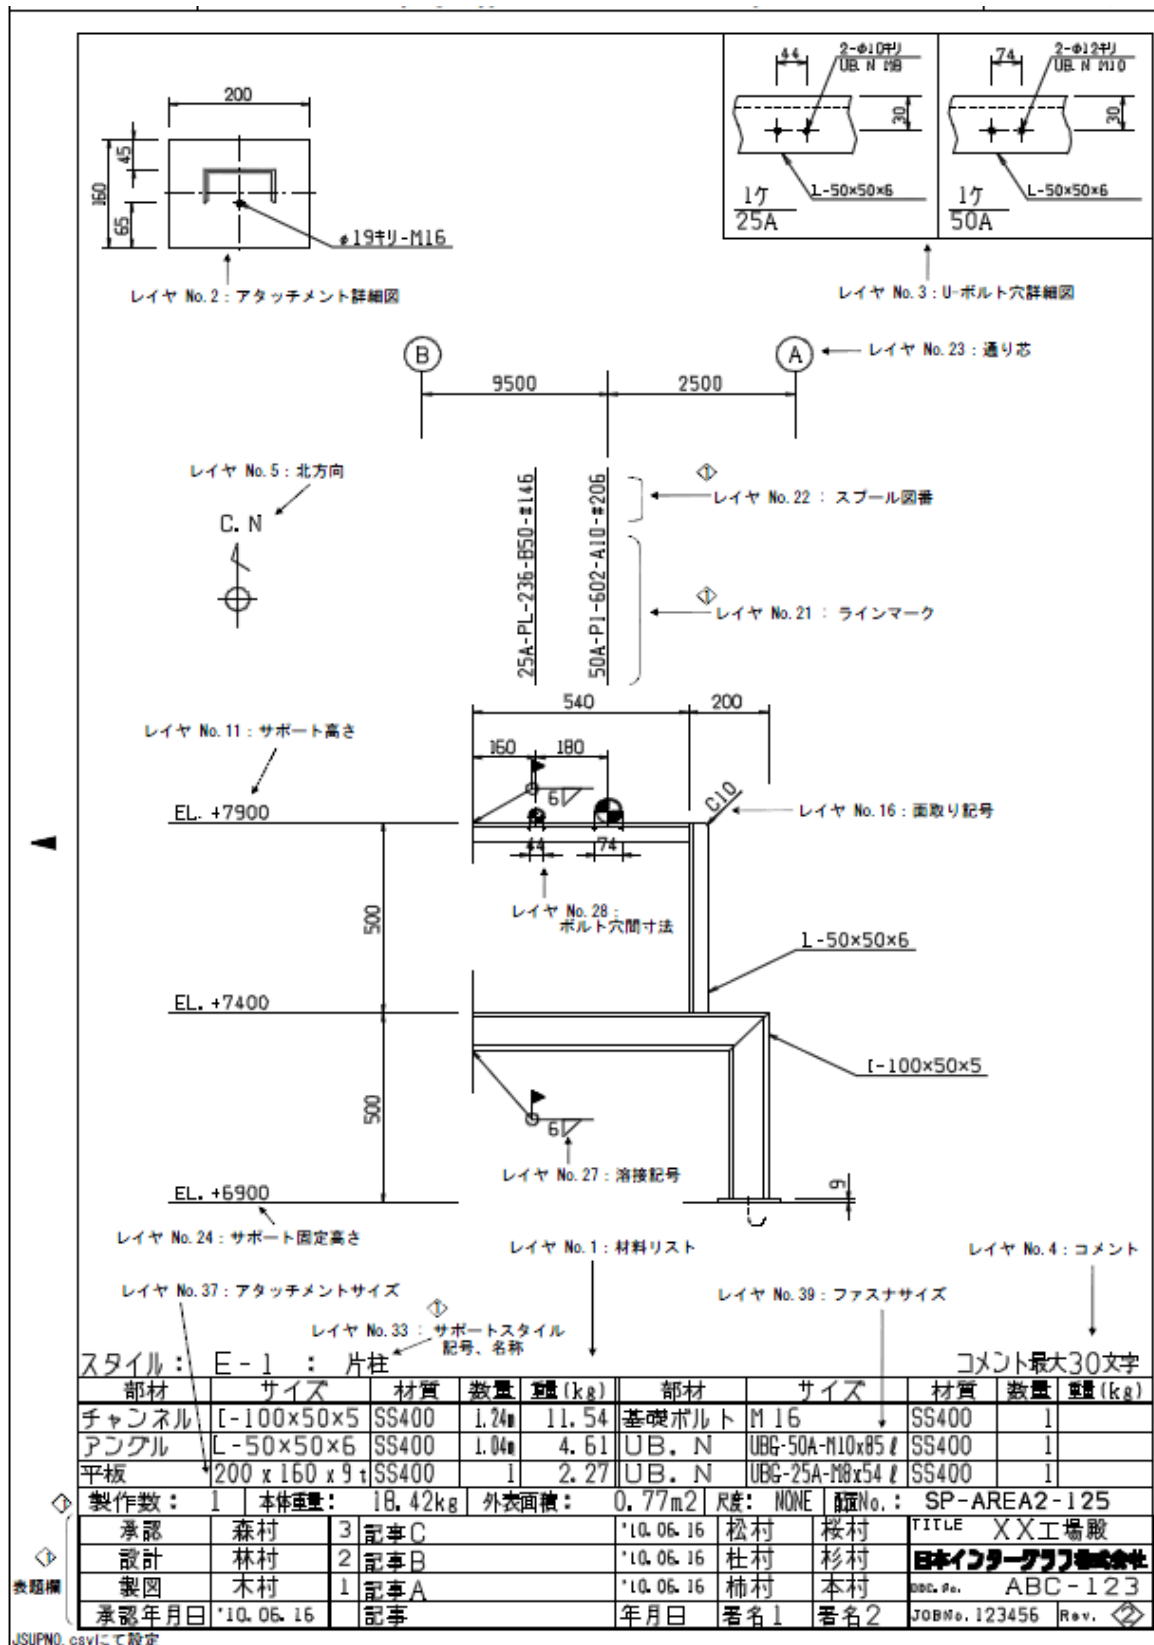 200
45
160
65
φ19キリ-M16
レイヤ No.2：アタッチメント詳細図
44
2-φ10キリ
UB.N M8
30
L-50×50×6
1ケ
25A
74
2-φ12キリ
UB.N M10
30
L-50×50×6
1ケ
50A
レイヤ No.3：U-ボルト穴詳細図
B
A
レイヤ No.23：通り芯
9500
2500
レイヤ No.5：北方向
C.N
25A-PL-236-B50-#146
50A-P1-602-A10-#206
1
レイヤ No.22 ： スプール図番
1
レイヤ No.21 ： ラインマーク
540
200
レイヤ No.11：サポート高さ
160
180
6
C10
レイヤ No.16：面取り記号
EL. +7900
44
74
レイヤ No.28：
ボルト穴間寸法
500
L-50×50×6
EL. +7400
[-100×50×5
500
6
レイヤ No.27：溶接記号
9
EL. +6900
レイヤ No.24：サポート固定高さ
レイヤ No.1：材料リスト
レイヤ No.4：コメント
レイヤ No.37：アタッチメントサイズ
レイヤ No.39：ファスナサイズ
1
レイヤ No.33 ： サポートスタイル
記号、名称
スタイル： E-1 ： 片柱 コメント最大30文字
部材 サイズ 材質 数量 重量(kg) 部材 サイズ 材質 数量 重量(kg)
チャンネル [-100×50×5 SS400 1.24m 11.54 基礎ボルト M 16 SS400 1
アングル L-50×50×6 SS400 1.04m 4.61 UB. N UBG-50A-M10x85ℓ SS400 1
平板 200 x 160 x 9 t SS400 1 2.27 UB. N UBG-25A-M8x54ℓ SS400 1
1 製作数： 1 本体重量： 18.42kg 外表面積： 0.77m2 尺度： NONE 配置No.： SP-AREA2-125
承認 森村 3 記事C '10.06.16 松村 桜村 TITLE XX工場殿
1 設計 林村 2 記事B '10.06.16 杜村 杉村 日本インターグラフ株式会社
表題欄 製図 木村 1 記事A '10.06.16 柿村 本村 DOC.No. ABC-123
承認年月日 '10.06.16 記事 年月日 署名1 署名2 JOBNo.123456 Rev. 2
JSUPNO.csvにて設定